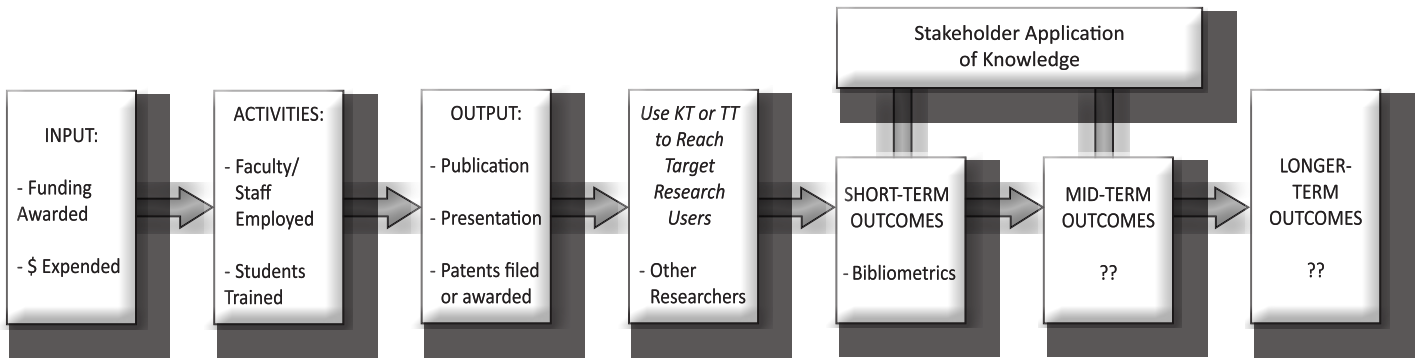 INPUT:
- Funding
Awarded
- $ Expended
ACTIVITIES:
- Faculty/
Staff
Employed
- Students
Trained
OUTPUT:
- Publication
- Presentation
- Patents filed
or awarded
Use KT or TT
to Reach
Target
Research
Users
- Other
Researchers
Stakeholder Application
of Knowledge
SHORT-TERM
OUTCOMES
- Bibliometrics
MID-TERM
OUTCOMES
??
LONGER-
TERM
OUTCOMES
??